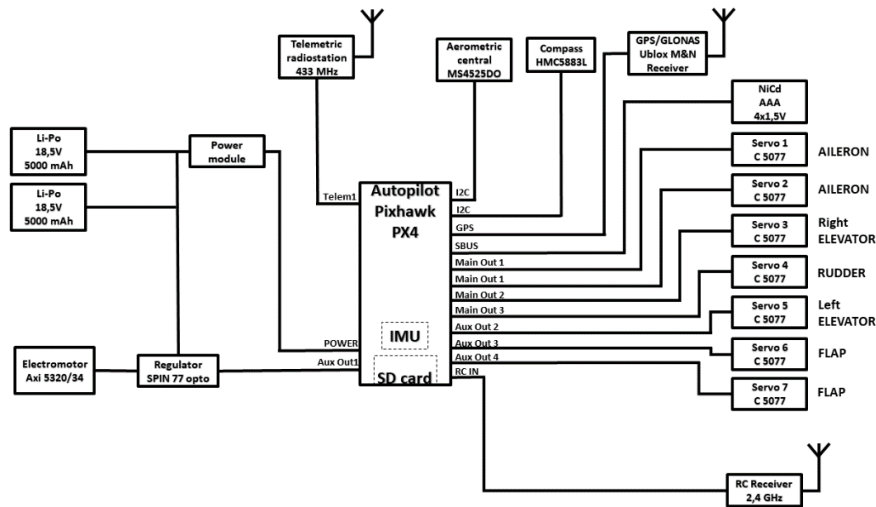 Telemetric
radiostation
433 MHz
Aerometric
central
MS4525DO
Compass
HMC5883L
GPS/GLONAS
Ublox M&N
Receiver
NiCd
AAA
4x1,5V
Li-Po
18,5V
5000 mAh
Power
module
Li-Po
18,5V
5000 mAh
Servo 1
C 5077
AILERON
Servo 2
C 5077
AILERON
Servo 3
C 5077
Right
ELEVATOR
Servo 4
C 5077
RUDDER
Servo 5
C 5077
Left
ELEVATOR
Servo 6
C 5077
FLAP
Servo 7
C 5077
FLAP
Telem1
Autopilot
Pixhawk
PX4
I2C
I2C
GPS
SBUS
Main Out 1
Main Out 1
Main Out 2
Main Out 3
Aux Out 2
Aux Out 3
Aux Out 4
RC IN
IMU
SD card
POWER
Aux Out1
Electromotor
Axi 5320/34
Regulator
SPIN 77 opto
RC Receiver
2,4 GHz